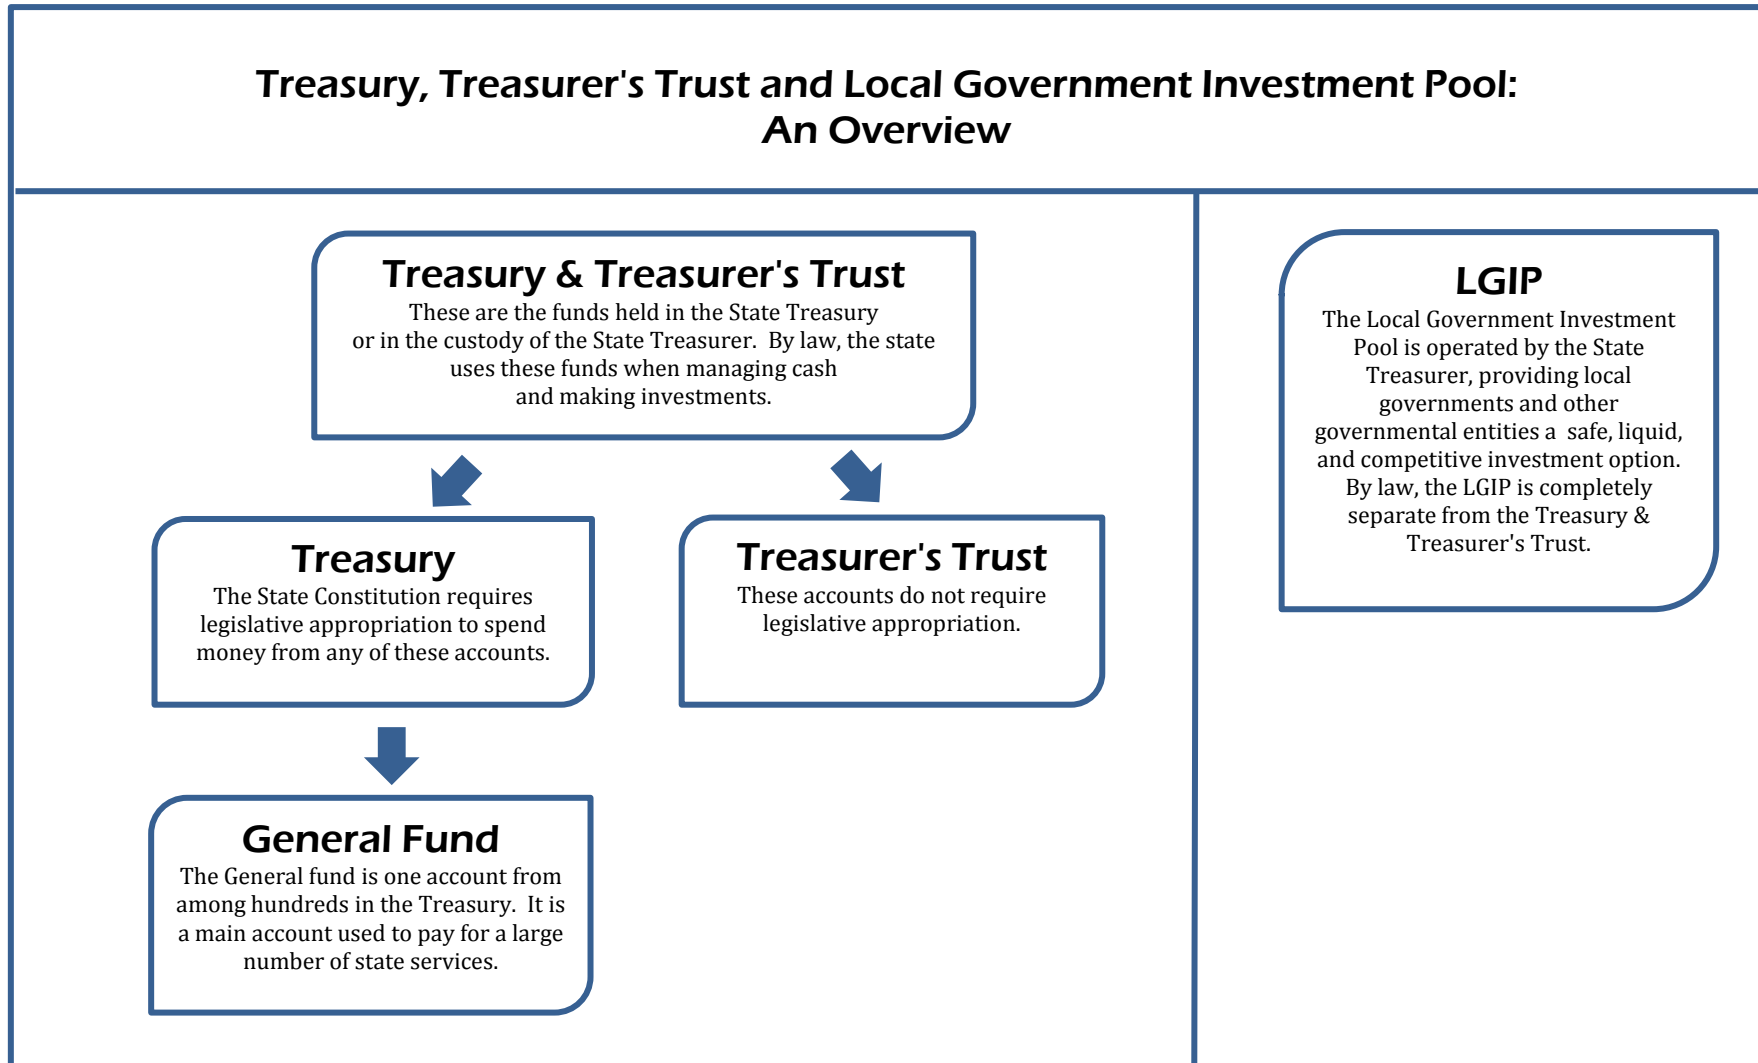 Treasury, Treasurer's Trust and Local Government Investment Pool:
An Overview
Treasury & Treasurer's Trust
These are the funds held in the State Treasury
or in the custody of the State Treasurer.  By law, the state
uses these funds when managing cash
and making investments.
Treasury
The State Constitution requires
legislative appropriation to spend
money from any of these accounts.
Treasurer's Trust
These accounts do not require
legislative appropriation.
General Fund
The General fund is one account from
among hundreds in the Treasury.  It is
a main account used to pay for a large
number of state services.
LGIP
The Local Government Investment
Pool is operated by the State
Treasurer, providing local
governments and other
governmental entities a  safe, liquid,
and competitive investment option.
By law, the LGIP is completely
separate from the Treasury &
Treasurer's Trust.